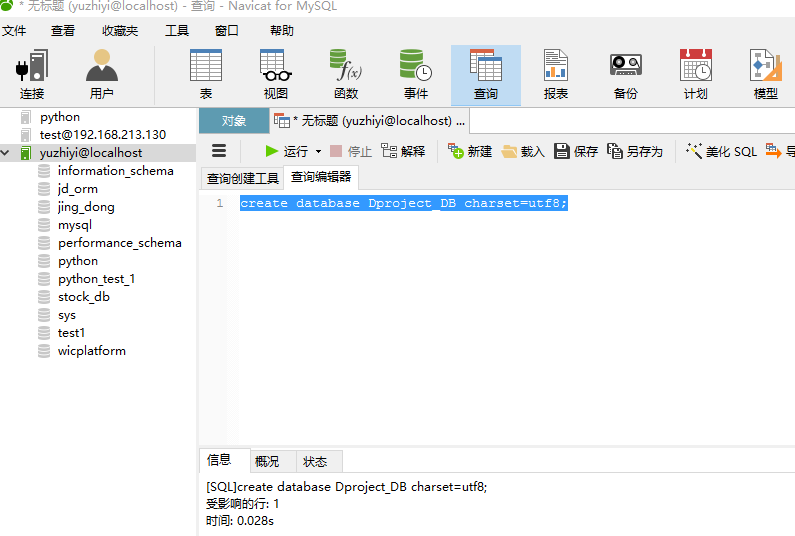 * 无标题 (yuzhiyi@localhost) - 查询 - Navicat for MySQL
文件 查看 收藏夹 工具 窗口 帮助
连接 用户 表 视图 函数 事件 查询 报表 备份 计划 模型
f(x)
python
test@192.168.213.130
yuzhiyi@localhost
information_schema
jd_orm
jing_dong
mysql
performance_schema
python
python_test_1
stock_db
sys
test1
wicplatform
对象 * 无标题 (yuzhiyi@localhost) ...
运行 停止 解释 新建 载入 保存 另存为 美化 SQL 导
查询创建工具 查询编辑器
1 create database Dproject_DB charset=utf8;
信息 概况 状态
[SQL]create database Dproject_DB charset=utf8;
受影响的行: 1
时间: 0.028s